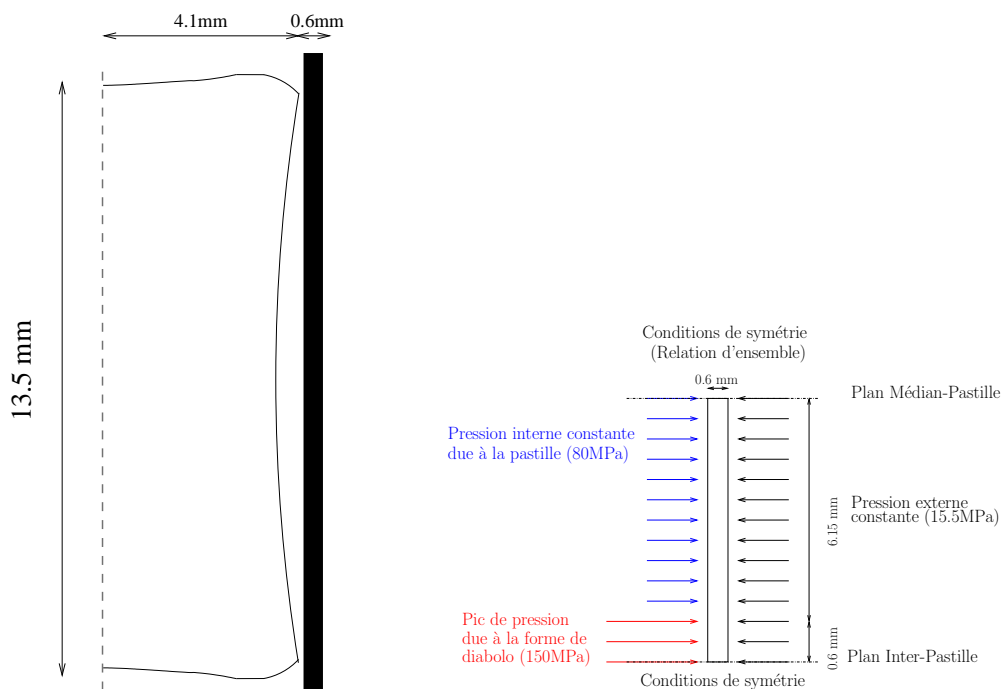 4.1mm
0.6mm
13.5 mm
Conditions de symétrie
(Relation d'ensemble)
0.6 mm
Plan Médian-Pastille
Pression interne constante
due à la pastille (80MPa)
Pression externe
constante (15.5MPa)
6.15 mm
Pic de pression
due à la forme de
diabolo (150MPa)
0.6 mm
Plan Inter-Pastille
Conditions de symétrie